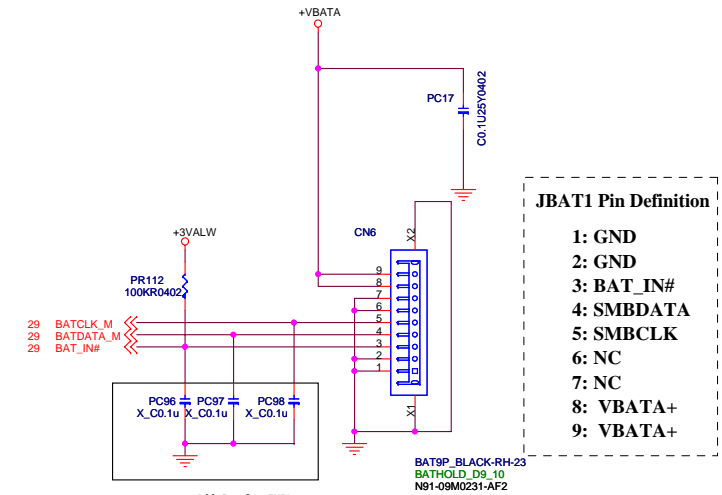 +VBATA
PC17
C0.1U25Y0402
+3VALW
PR112
100KR0402
29 BATCLK_M
29 BATDATA_M
29 BAT_IN#
CN6
X2
9
8
7
6
5
4
3
2
1
X1
PC96
X_C0.1u
PC97
X_C0.1u
PC98
X_C0.1u
BAT9P_BLACK-RH-23
BATHOLD_D9_10
N91-09M0231-AF2
JBAT1 Pin Definition
1: GND
2: GND
3: BAT_IN#
4: SMBDATA
5: SMBCLK
6: NC
7: NC
8: VBATA+
9: VBATA+